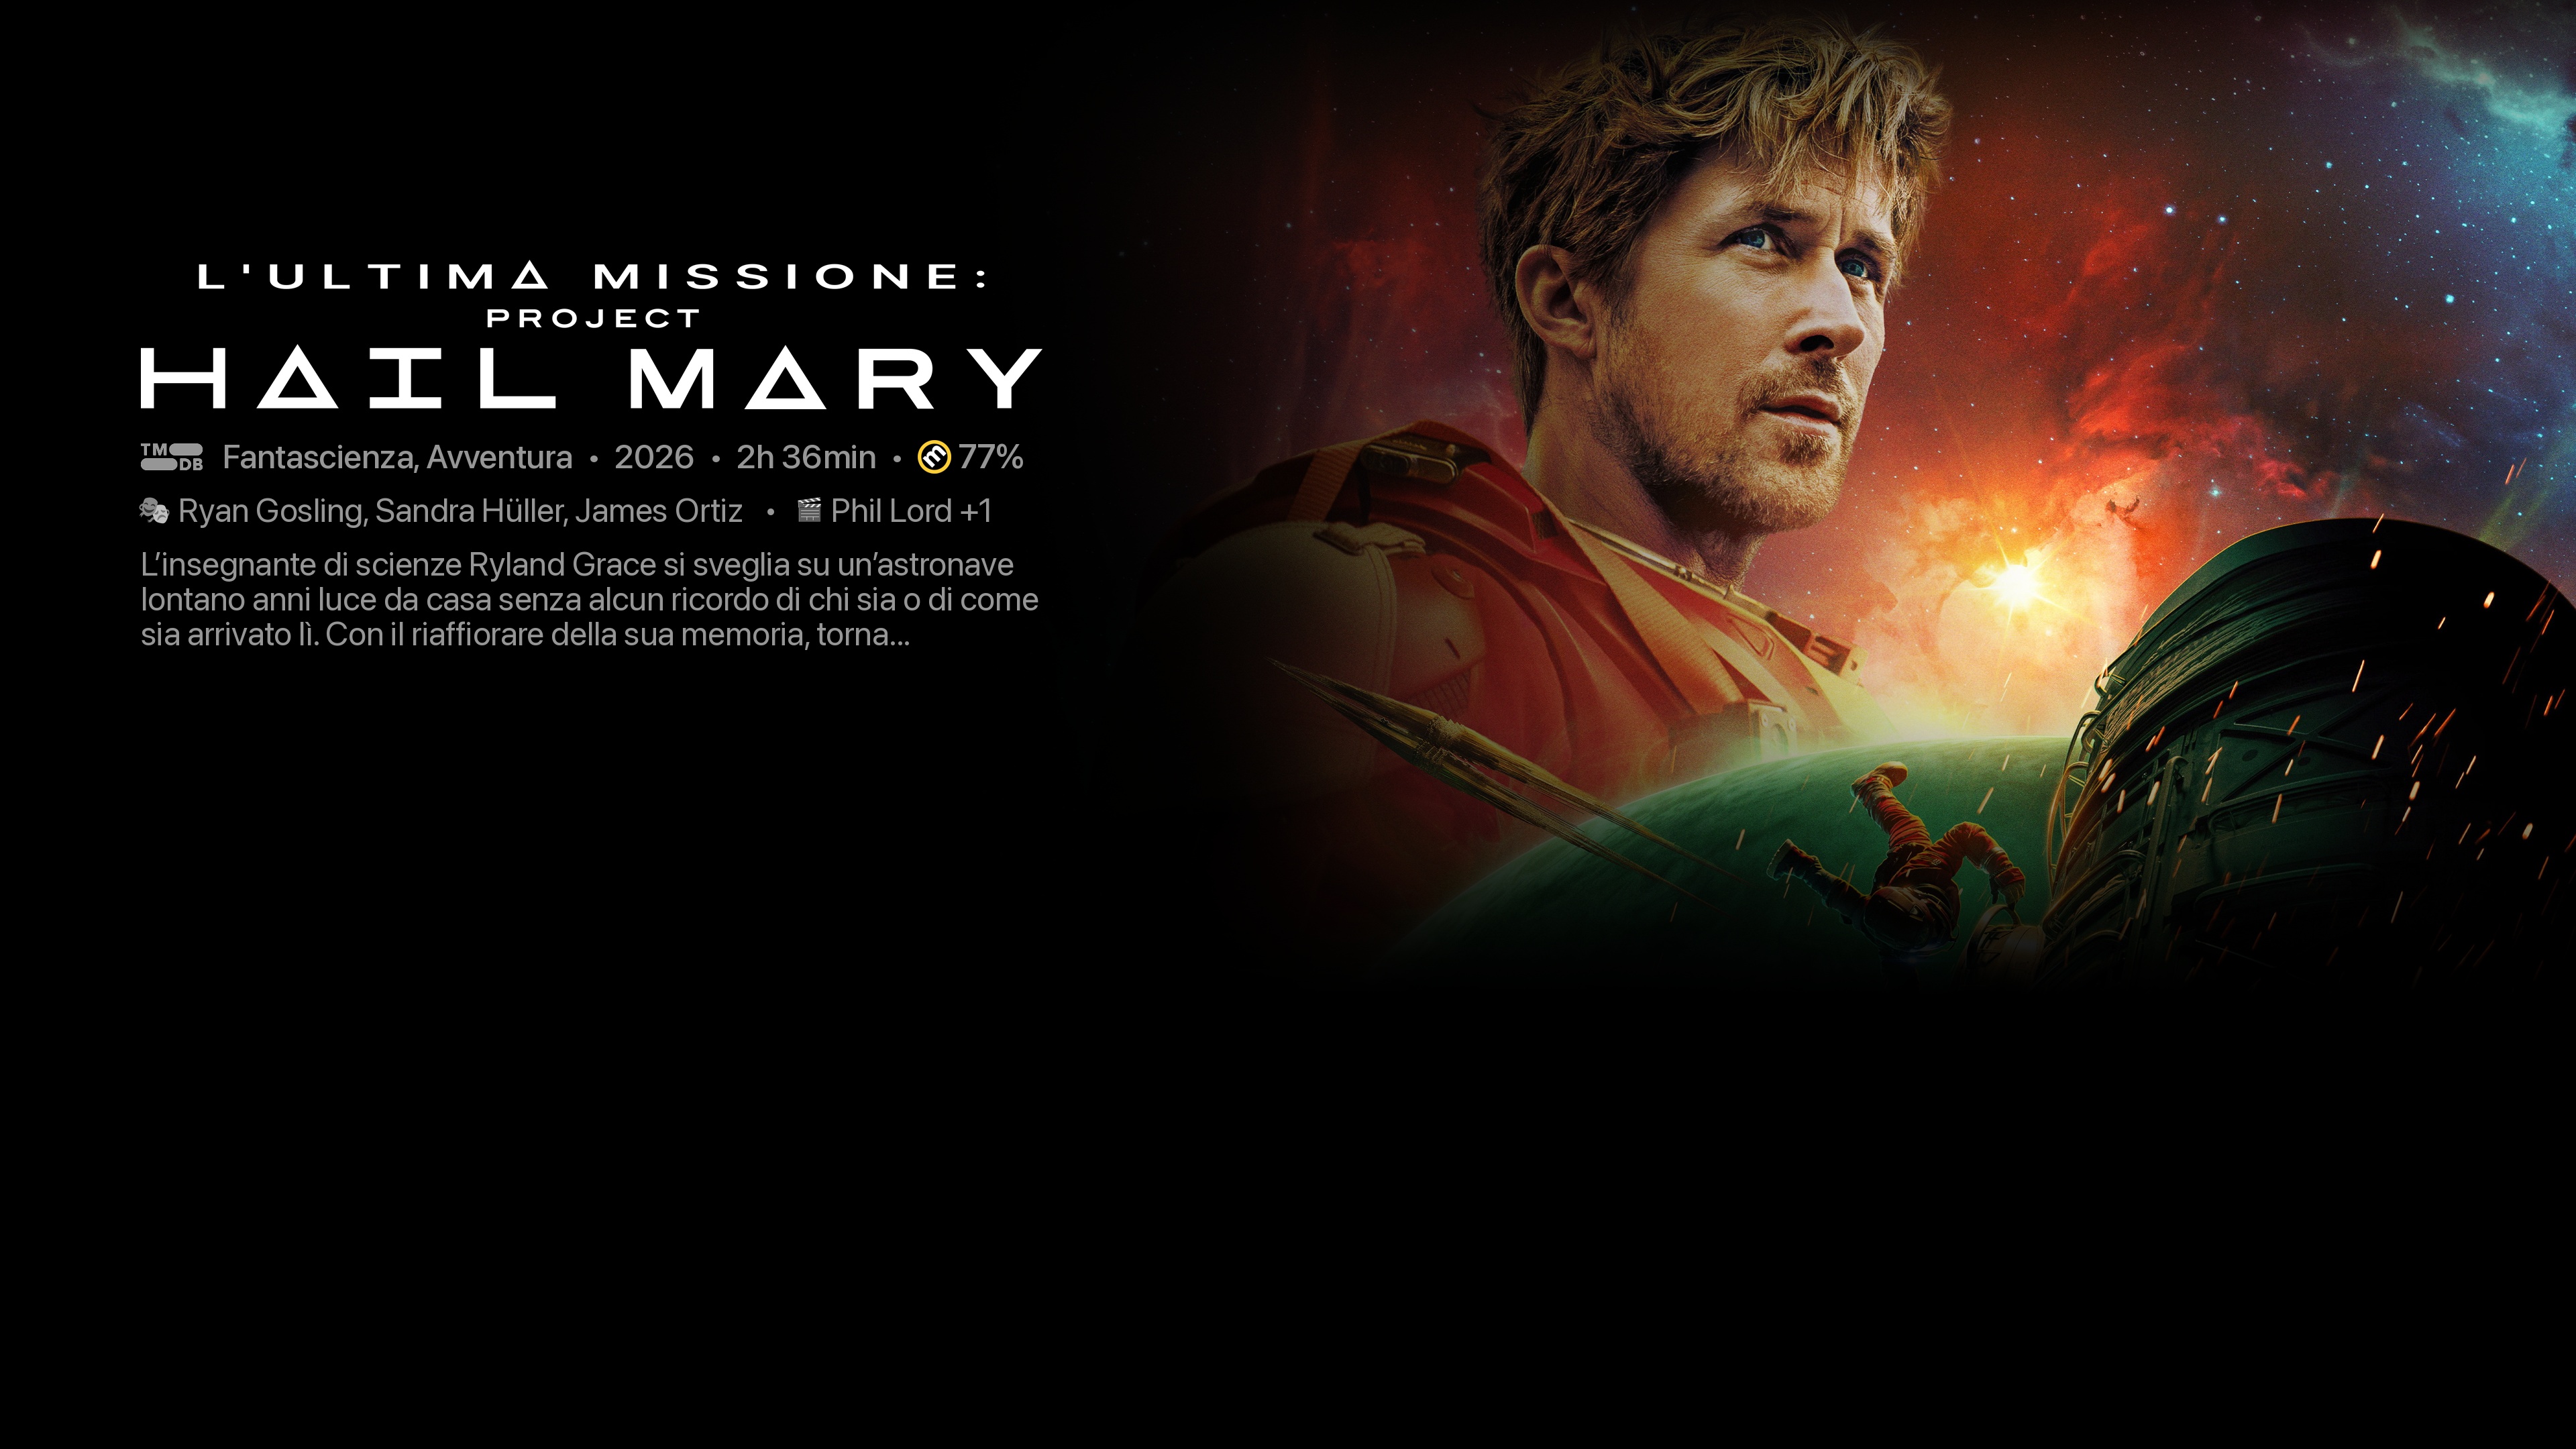 L'ULTIMA MISSIONE:
PROJECT
HAIL MARY
TMDB Fantascienza, Avventura • 2026 • 2h 36min • m 77%
Ryan Gosling, Sandra Hüller, James Ortiz • Phil Lord +1
L’insegnante di scienze Ryland Grace si sveglia su un’astronave
lontano anni luce da casa senza alcun ricordo di chi sia o di come
sia arrivato lì. Con il riaffiorare della sua memoria, torna...